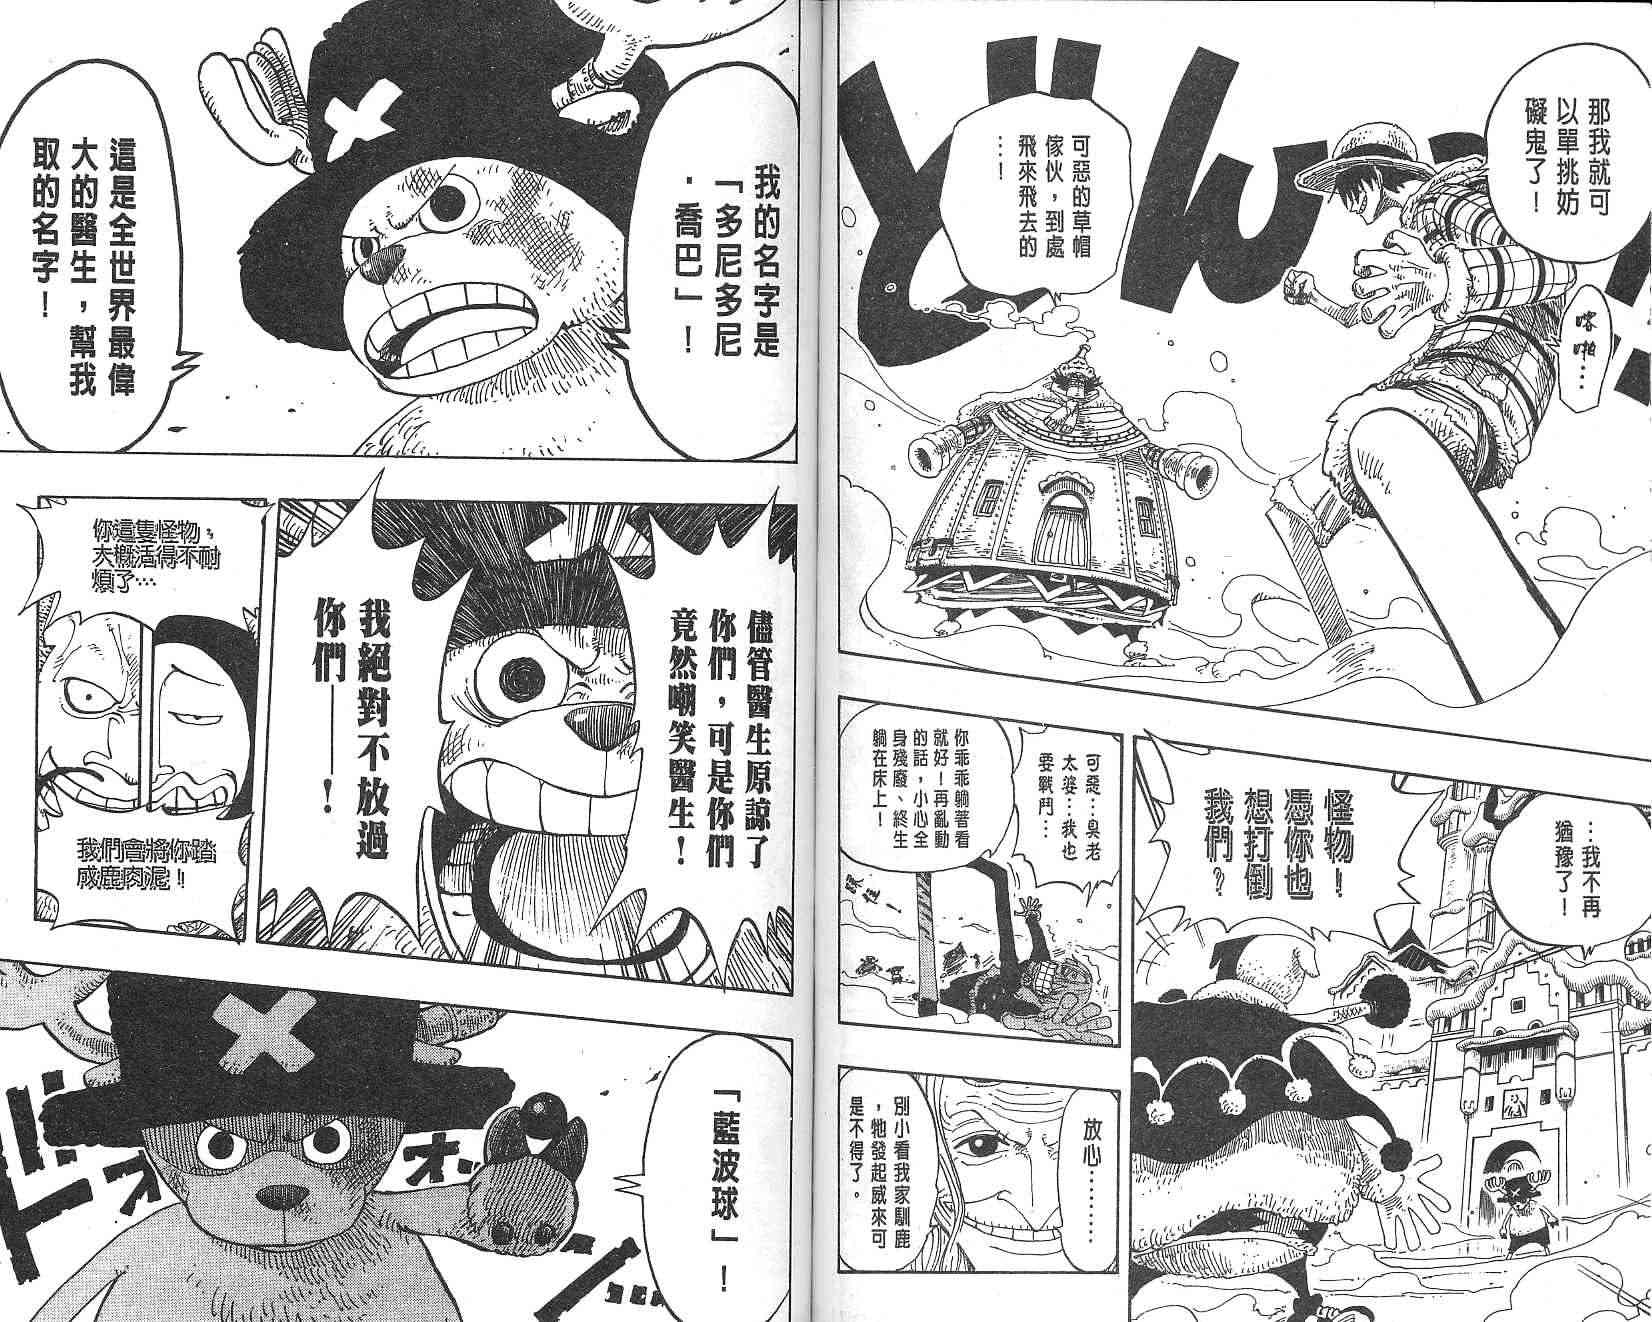 那我就可
以單挑妨
礙鬼了！
喀啪…
可惡的草帽
傢伙，到處
飛來飛去的
…！
どん
…我不再
猶豫了！
怪物！
憑你也
想打倒
我們？
可惡…臭老
太婆…我也
要戰鬥…
你乖乖躺著看
就好！再亂動
的話，小心全
身殘廢、終生
躺在床上！
放心………
別小看我家馴鹿
，牠發起威來可
是不得了。
我的名字是
「多尼多尼
．喬巴」！
這是全世界最偉
大的醫生，幫我
取的名字！
儘管醫生原諒了
你們，可是你們
竟然嘲笑醫生！
我絕對不放過
你們——！
你這隻怪物，
大概活得不耐
煩了…
我們會將你踏
成鹿肉泥！
「藍波球」！
ドオオ